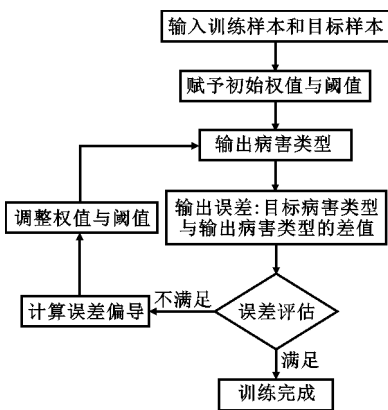 输入训练样本和目标样本
赋予初始权值与阈值
输出病害类型
输出误差:目标病害类型
与输出病害类型的差值
调整权值与阈值
计算误差偏导
不满足
误差评估
满足
训练完成